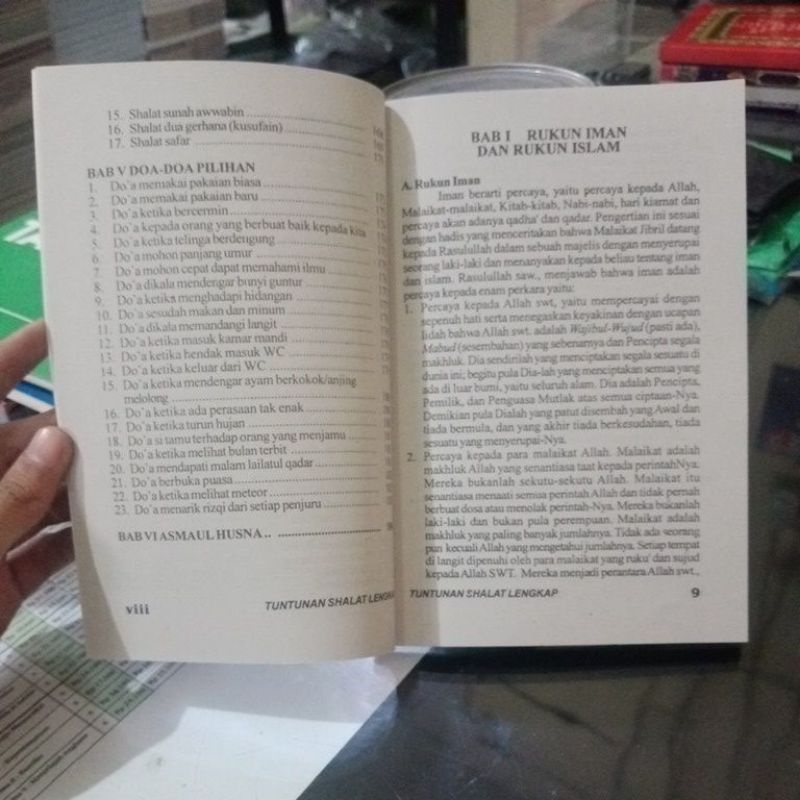 15. Shalat sunah awwabin
16. Shalat dua gerhana (kusufain)
17. Shalat safar
BAB V DOA-DOA PILIHAN
1. Do'a memakai pakaian biasa
2. Do'a memakai pakaian baru
3. Do'a ketika bercermin
4. Do'a kepada orang yang berbuat baik kepada kita
5. Do'a ketika telinga berdengung
6. Do'a mohon panjang umur
7. Do'a mohon cepat dapat memahami ilmu
8. Do'a dikala mendengar bunyi guntur
9. Do'a ketika menghadapi hidangan
10. Do'a sesudah makan dan minum
11. Do'a dikala memandangi langit
12. Do'a ketika masuk kamar mandi
13. Do'a ketika hendak masuk WC
14. Do'a ketika keluar dari WC
15. Do'a ketika mendengar ayam berkokok/anjing
melolong
16. Do'a ketika ada perasaan tak enak
17. Do'a ketika turun hujan
18. Do'a si tamu terhadap orang yang menjamu
19. Do'a ketika melihat bulan terbit
20. Do'a mendapati malam lailatul qadar
21. Do'a berbuka puasa
22. Do'a ketika melihat meteor
23. Do'a menarik rizqi dari setiap penjuru
BAB VI ASMAUL HUSNA
viii
TUNTUNAN SHALAT
BAB I RUKUN IMAN
DAN RUKUN ISLAM
A. Rukun Iman
Iman berarti percaya, yaitu percaya kepada Allah,
Malaikat-malaikat, Kitab-kitab, Nabi-nabi, hari kiamat dan
percaya akan adanya qadha' dan qadar. Pengertian ini sesuai
dengan hadis yang menceritakan bahwa Malaikat Jibril datang
kepada Rasulullah dalam sebuah majelis dengan menyerupai
seorang laki-laki dan menanyakan kepada beliau tentang iman
dan islam. Rasulullah saw., menjawab bahwa iman adalah
percaya kepada enam perkara yaitu:
1. Percaya kepada Allah swt, yaitu mempercayai dengan
sepenuh hati serta menegaskan keyakinan dengan ucapan
lidah bahwa Allah swt. adalah Wajibul-Wujud (pasti ada),
Mabud (sesembahan) yang sebenarnya dan Pencipta segala
makhluk. Dia sendirilah yang menciptakan segala sesuatu di
dunia ini; begitu pula Dia-lah yang menciptakan semua yang
ada di luar bumi, yaitu seluruh alam. Dia adalah Pencipta,
Pemilik, dan Penguasa Mutlak atas semua ciptaan-Nya.
Demikian pula Dialah yang patut disembah yang Awal dan
tiada bermula, dan yang akhir tiada berkesudahan, tiada
sesuatu yang menyerupai-Nya.
2. Percaya kepada para malaikat Allah. Malaikat adalah
makhluk Allah yang senantiasa taat kepada perintahNya.
Mereka bukanlah sekutu-sekutu Allah. Malaikat itu
senantiasa menaati semua perintah Allah dan tidak pernah
berbuat dosa atau menolak perintah-Nya. Mereka bukanlah
laki-laki dan bukan pula perempuan. Malaikat adalah
makhluk yang paling banyak jumlahnya. Tidak ada seorang
pun kecuali Allah yang mengetahui jumlahnya. Setiap tempat
di langit dipenuhi oleh para malaikat yang ruku' dan sujud
kepada Allah SWT. Mereka menjadi perantara Allah swt.,
TUNTUNAN SHALAT LENGKAP
9